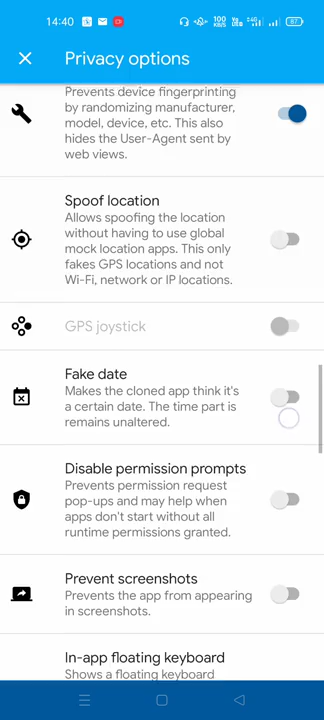 14:40
100 KB/S
4G
87
Privacy options
Prevents device fingerprinting
by randomizing manufacturer,
model, device, etc. This also
hides the User-Agent sent by
web views.
Spoof location
Allows spoofing the location
without having to use global
mock location apps. This only
fakes GPS locations and not
Wi-Fi, network or IP locations.
GPS joystick
Fake date
Makes the cloned app think it's
a certain date. The time part is
remains unaltered.
Disable permission prompts
Prevents permission request
pop-ups and may help when
apps don't start without all
runtime permissions granted.
Prevent screenshots
Prevents the app from appearing
in screenshots.
In-app floating keyboard
Shows a floating keyboard